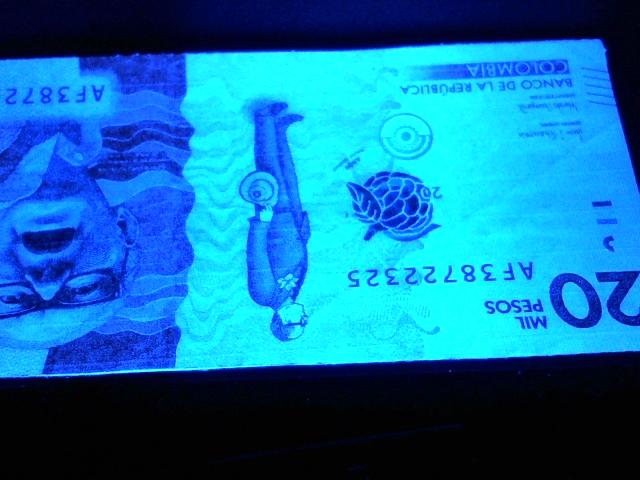 20
MIL
PESOS
AF38722325
20
BANCO DE LA REPÚBLICA
COLOMBIA
AF3872